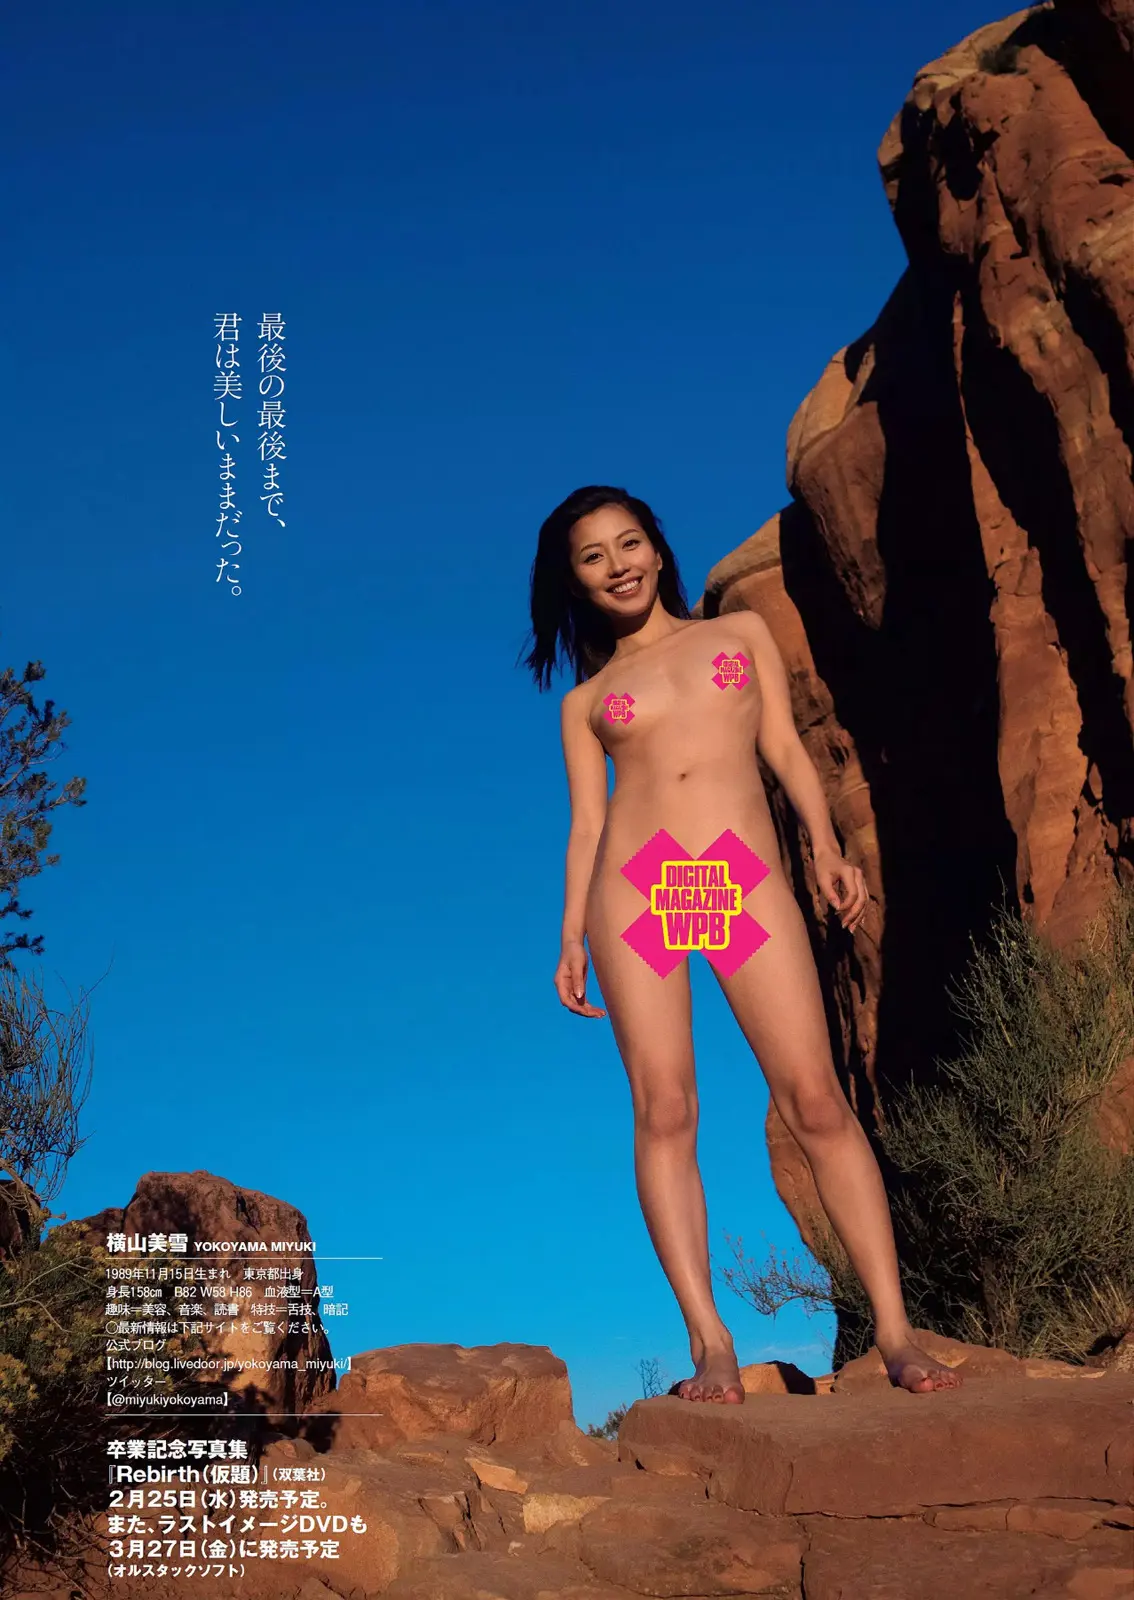 最後の最後まで、
君は美しいままだった。
DIGITAL
MAGAZINE
WPB
DIGITAL
MAGAZINE
WPB
DIGITAL
MAGAZINE
WPB
横山美雪 YOKOYAMA MIYUKI
1989年11月15日生まれ 東京都出身
身長158㎝ B82 W58 H86 血液型＝A型
趣味＝美容、音楽、読書 特技＝舌技、暗記
○最新情報は下記サイトをご覧ください。
公式ブログ
【http://blog.livedoor.jp/yokoyama_miyuki/】
ツイッター
【@miyukiyokoyama】
卒業記念写真集
『Rebirth（仮題）』（双葉社）
2月25日（水）発売予定。
また、ラストイメージDVDも
3月27日（金）に発売予定
（オルスタックソフト）